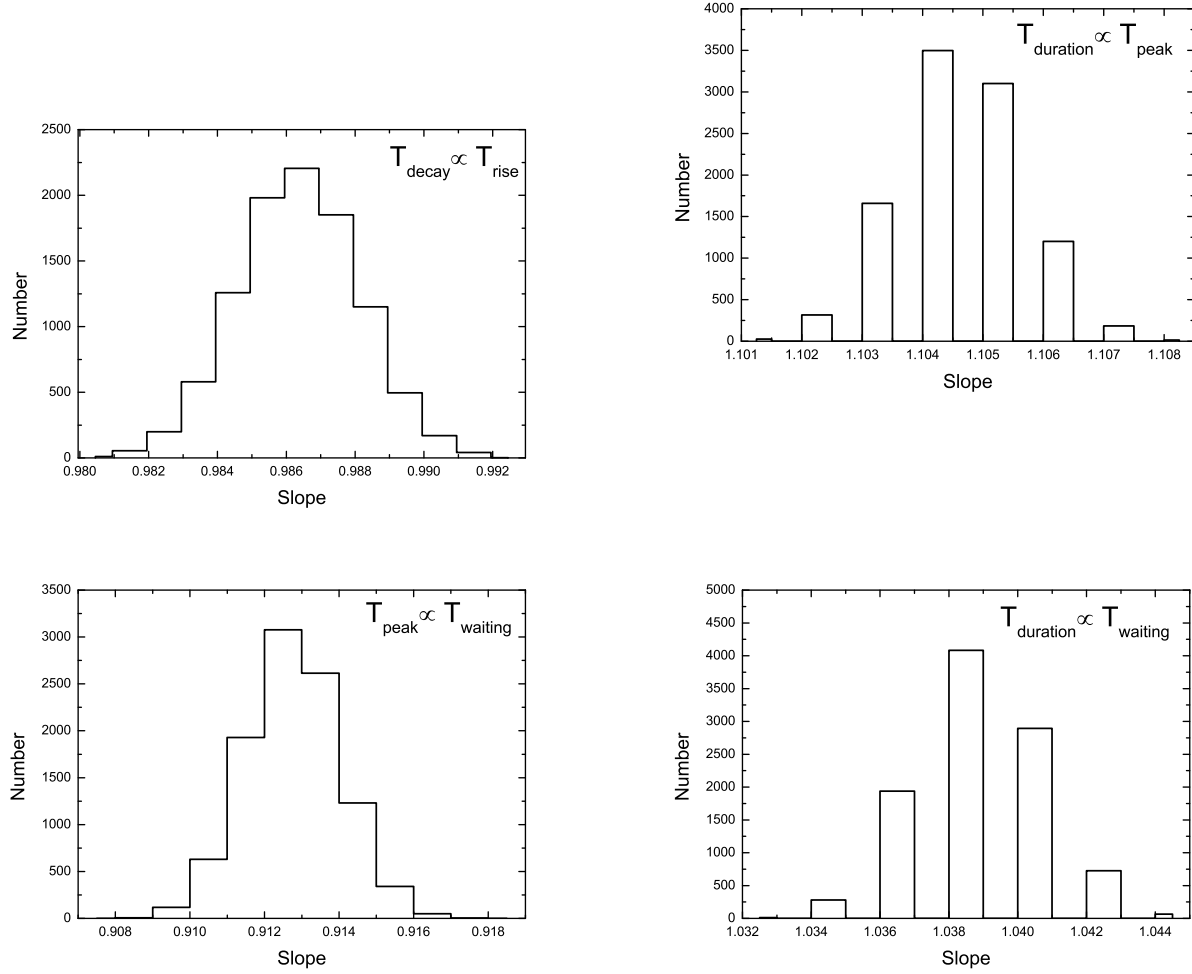 2500
2000
1500
1000
500
0
Number
T decay ∝ T rise
0.980 0.982 0.984 0.986 0.988 0.990 0.992
Slope
4000
3500
3000
2500
2000
1500
1000
500
0
Number
T duration ∝ T peak
1.101 1.102 1.103 1.104 1.105 1.106 1.107 1.108
Slope
3500
3000
2500
2000
1500
1000
500
0
Number
T peak ∝ T waiting
0.908 0.910 0.912 0.914 0.916 0.918
Slope
5000
4500
4000
3500
3000
2500
2000
1500
1000
500
0
Number
T duration ∝ T waiting
1.032 1.034 1.036 1.038 1.040 1.042 1.044
Slope